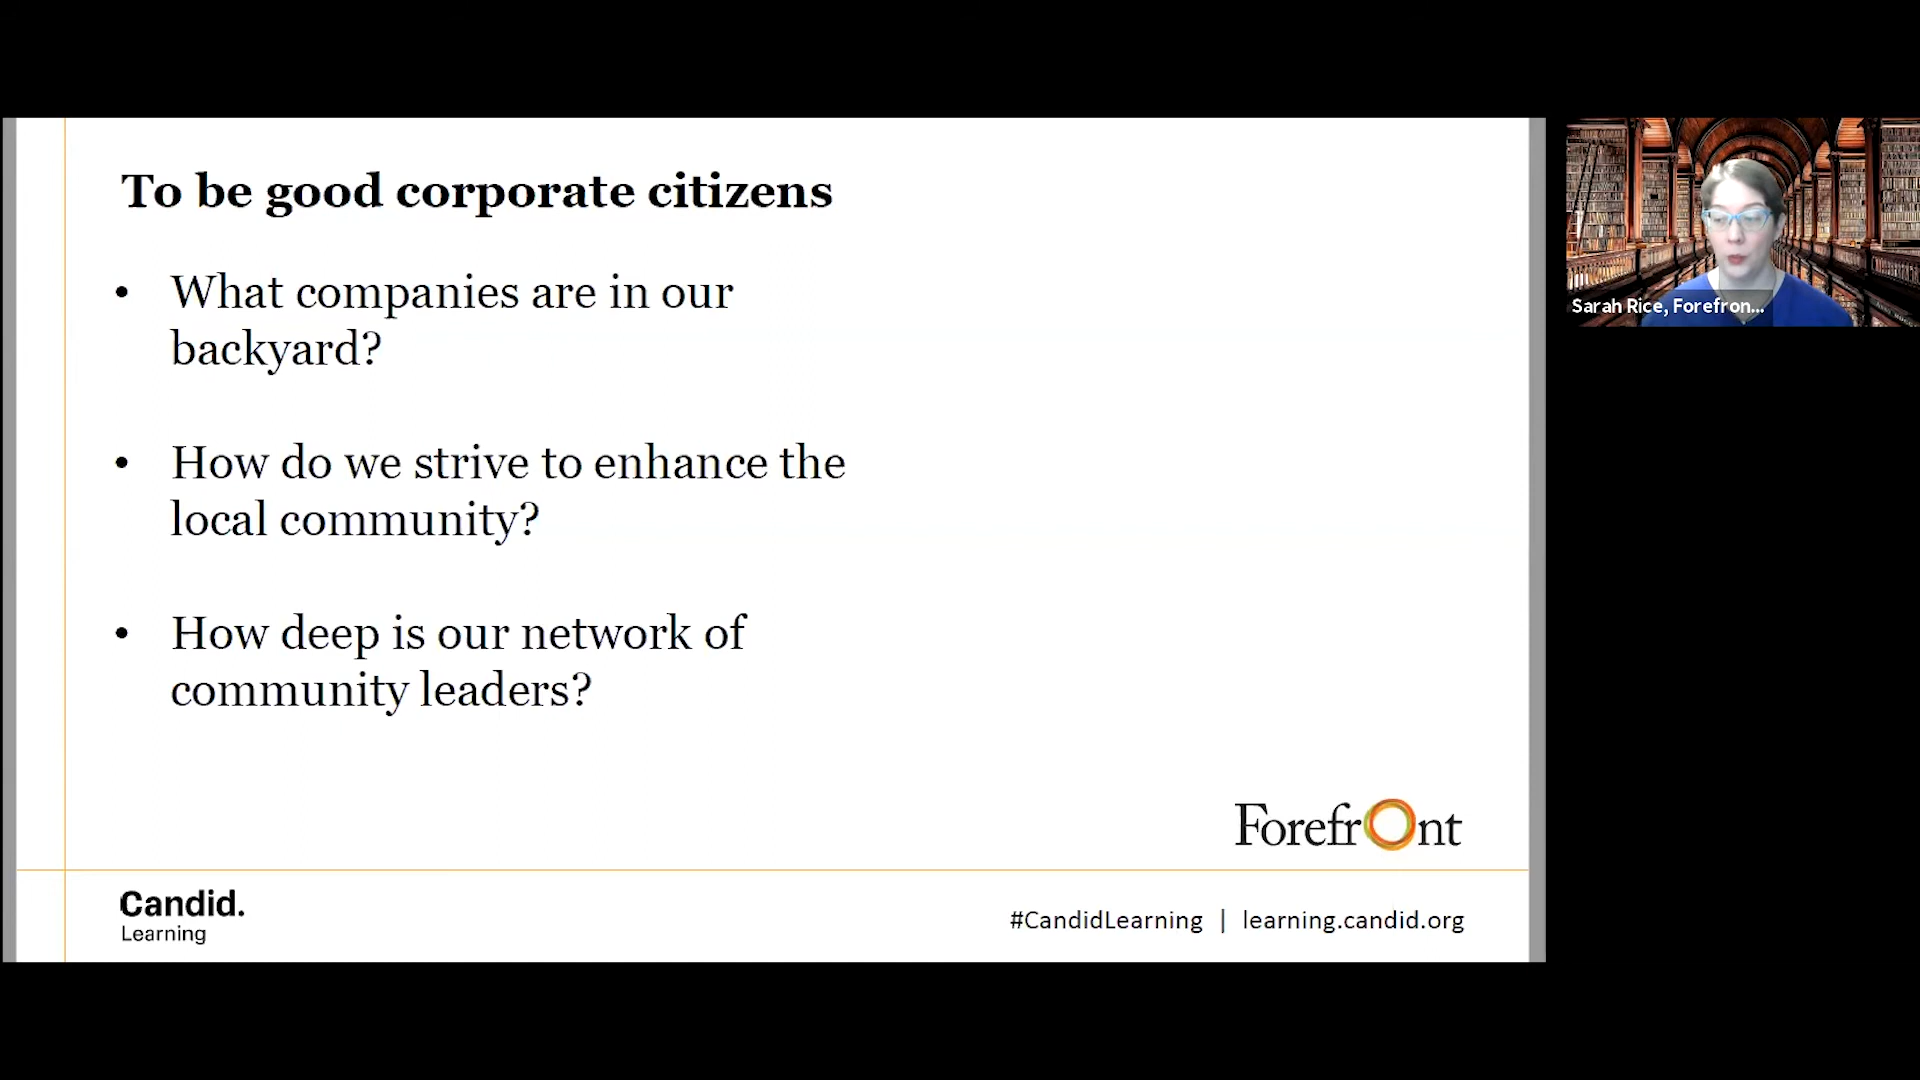 To be good corporate citizens
• What companies are in our
backyard?
• How do we strive to enhance the
local community?
• How deep is our network of
community leaders?
Forefront
Candid.
Learning
#CandidLearning | learning.candid.org
Sarah Rice, Forefron...